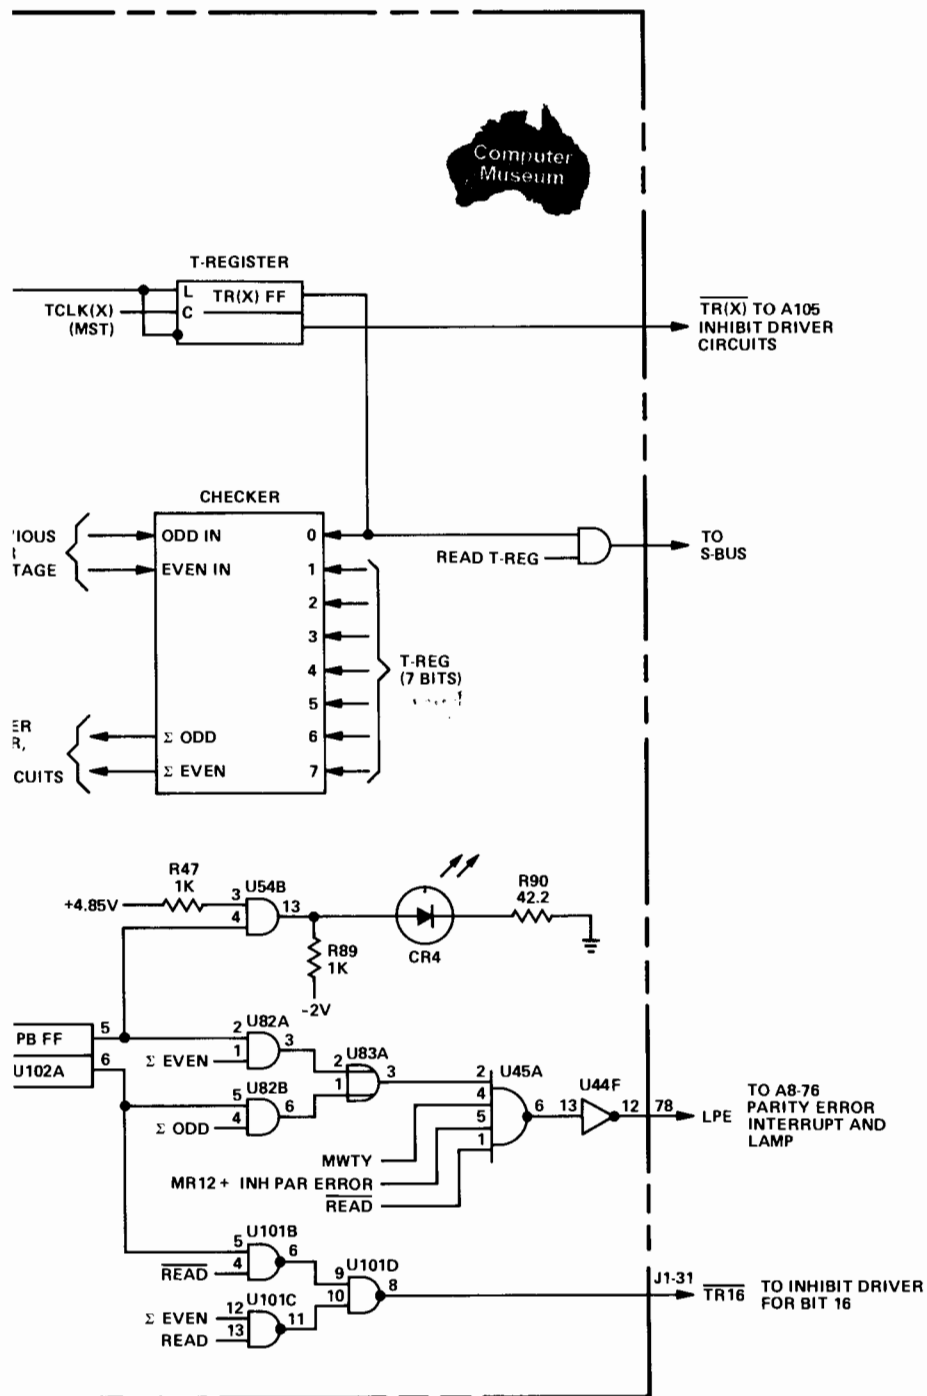 Computer
Museum
T-REGISTER
L TR(X) FF
TCLK(X) C
(MST)
TR(X) TO A105
INHIBIT DRIVER
CIRCUITS
CHECKER
ODD IN 0
EVEN IN 1
2
3
4
5
Σ ODD 6
Σ EVEN 7
TAGE
CUITS
READ T-REG
TO
S-BUS
T-REG
(7 BITS)
R47
1K
+4.85V
3 U54B
4 13
R89
1K
-2V
CR4
R90
42.2
PB FF 5
U102A 6
2 U82A
1 3
Σ EVEN
5 U82B
4 6
Σ ODD
2 U83A
1 3
2 U45A
4
5 6
1
MWTY
MR12 + INH PAR ERROR
READ
13 U44F 12 78
LPE
TO A8-76
PARITY ERROR
INTERRUPT AND
LAMP
5 U101B
4 6
READ
Σ EVEN 12 U101C
READ 13 11
9 U101D
10 8
J1-31
TR16
TO INHIBIT DRIVER
FOR BIT 16